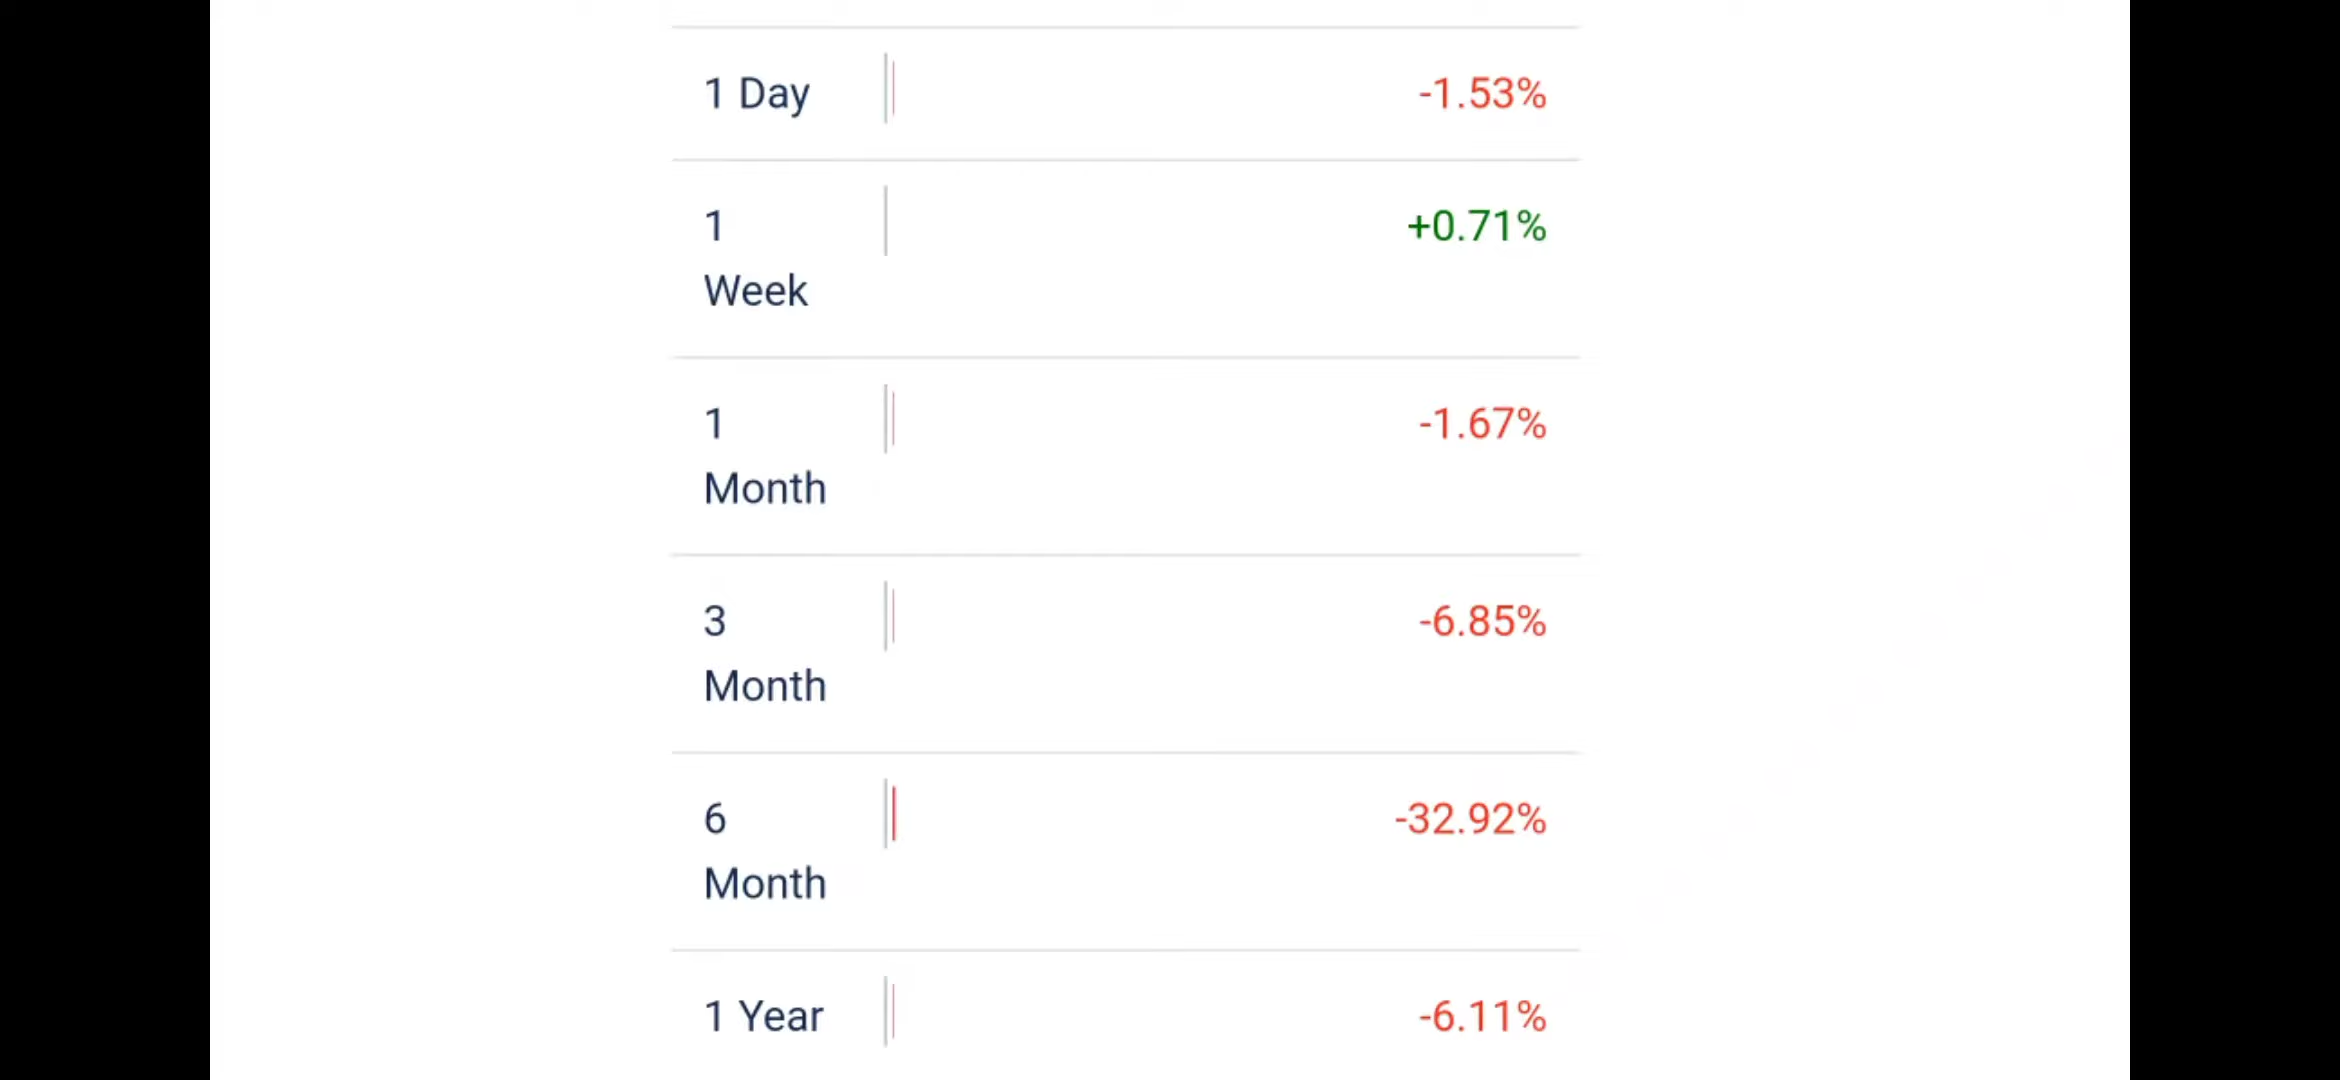 1 Day -1.53%
1 +0.71%
Week
1 -1.67%
Month
3 -6.85%
Month
6 -32.92%
Month
1 Year -6.11%